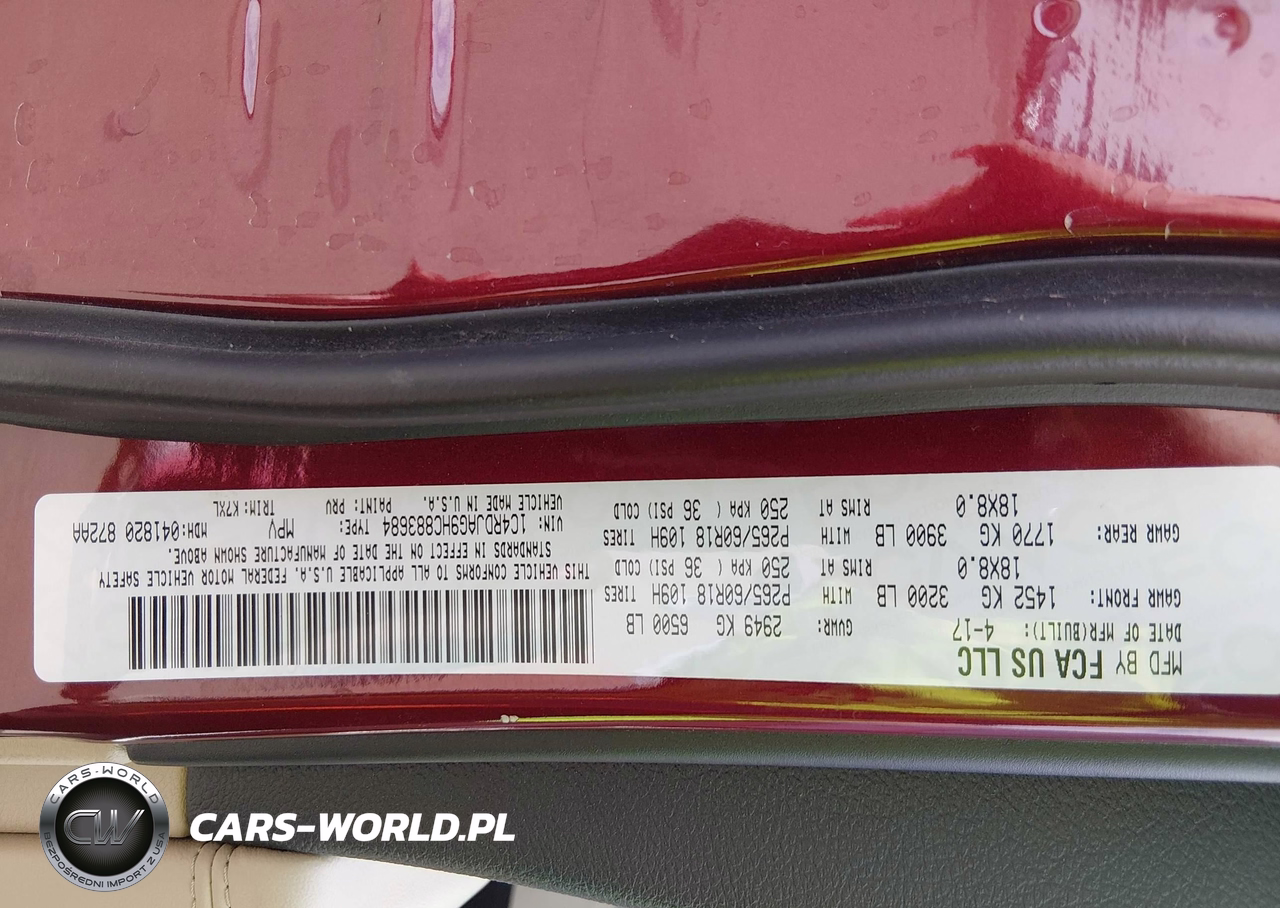 MFD BY FCA US LLC
DATE OF MFR(BUILT): 4-17 GVWR: 2949 KG 6500 LB
GAWR FRONT: 1452 KG 3200 LB WITH P265/60R18 109H TIRES
18X8.0 RIMS AT 250 KPA ( 36 PSI) COLD
GAWR REAR: 1770 KG 3900 LB WITH P265/60R18 109H TIRES
18X8.0 RIMS AT 250 KPA ( 36 PSI) COLD
THIS VEHICLE CONFORMS TO ALL APPLICABLE U.S.A. FEDERAL MOTOR VEHICLE SAFETY
STANDARDS IN EFFECT ON THE DATE OF MANUFACTURE SHOWN ABOVE.
VIN: 1C4RDJAG9HC883684 TYPE: MPV MDH:041820 872AA
VEHICLE MADE IN U.S.A. PAINT: PRV TRIM: K7XL
CARS-WORLD
CW
BEZPOŚREDNI IMPORT Z USA
CARS-WORLD.PL